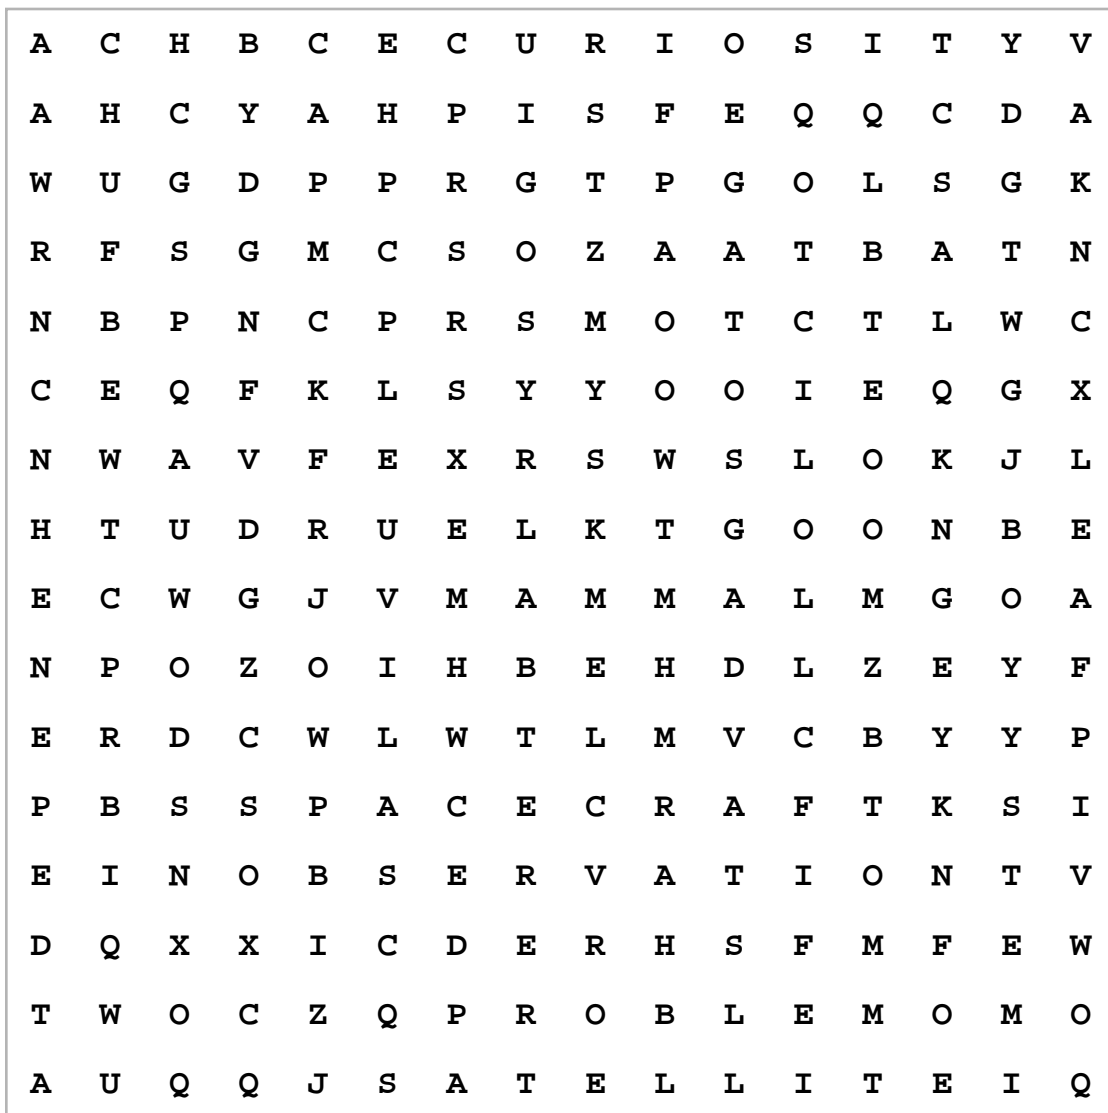 A C H B C E C U R I O S I T Y V
A H C Y A H P I S F E Q Q C D A
W U G D P P R G T P G O L S G K
R F S G M C S O Z A A T B A T N
N B P N C P R S M O T C T L W C
C E Q F K L S Y Y O O I E Q G X
N W A V F E X R S W S L O K J L
H T U D R U E L K T G O O N B E
E C W G J V M A M M A L M G O A
N P O Z O I H B E H D L Z E Y F
E R D C W L W T L M V C B Y Y P
P B S S P A C E C R A F T K S I
E I N O B S E R V A T I O N T V
D Q X X I C D E R H S F M F E W
T W O C Z Q P R O B L E M O M O
A U Q Q J S A T E L L I T E I Q